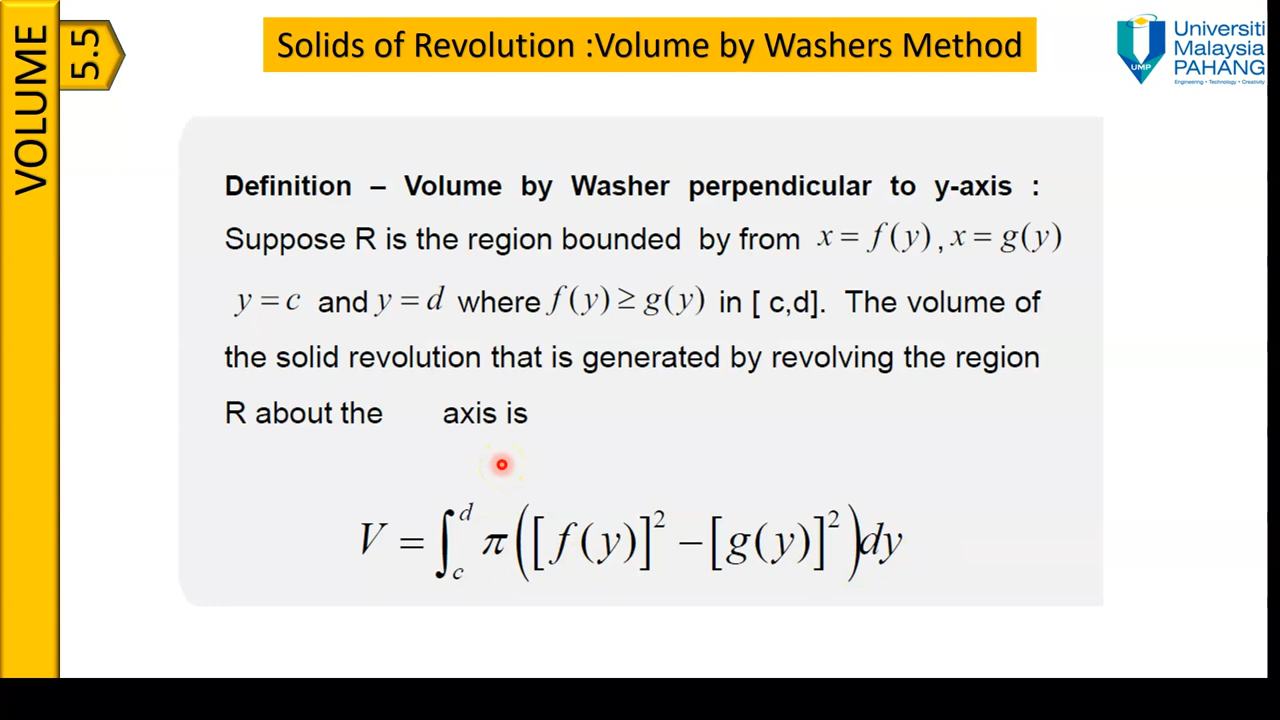 VOLUME
5.5
Solids of Revolution :Volume by Washers Method
Universiti
Malaysia
PAHANG
Engineering • Technology • Creativity
UMP
Definition – Volume by Washer perpendicular to y-axis :
Suppose R is the region bounded by from x = f(y), x = g(y)
y = c and y = d where f(y) ≥ g(y) in [ c,d]. The volume of
the solid revolution that is generated by revolving the region
R about the axis is
V = ∫_c^d π([f(y)]² − [g(y)]²)dy